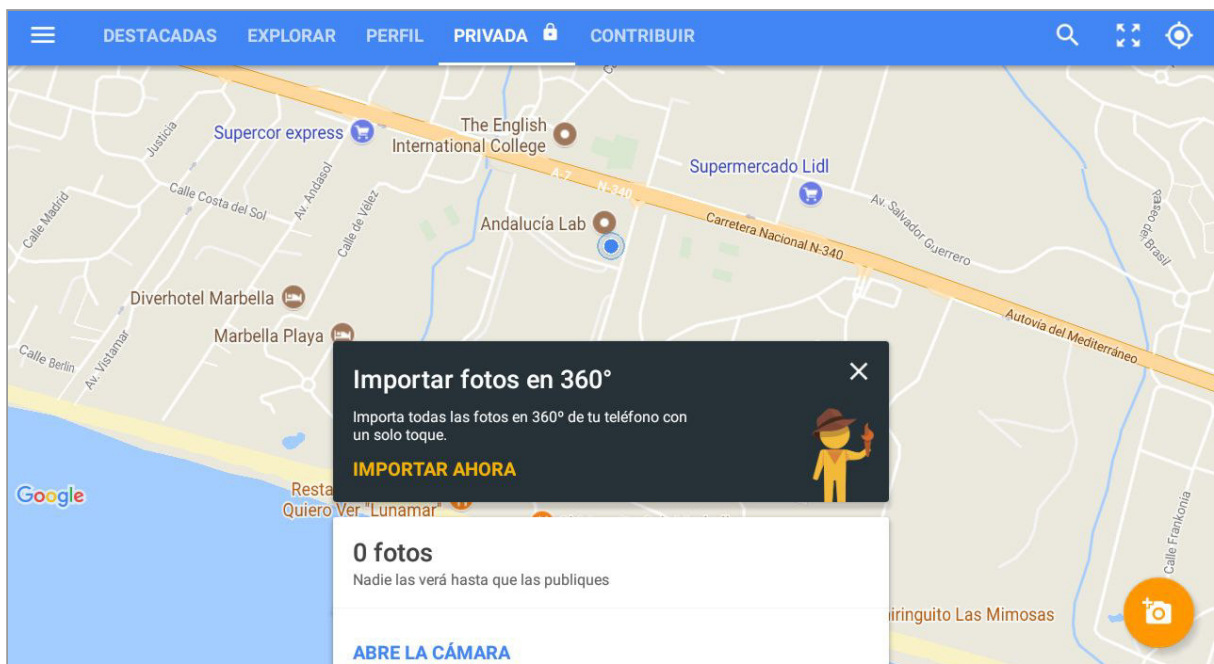 DESTACADAS EXPLORAR PERFIL PRIVADA CONTRIBUIR
Justicia
Supercor express
The English
International College
A-7 N-340
Supermercado Lidl
Calle Madrid
Calle Costa del Sol
Av. Andasol
Calle de Vélez
Andalucía Lab
Carretera Nacional N-340
Av. Salvador Guerrero
Paseo del Brasil
Diverhotel Marbella
Marbella Playa
Autovía del Mediterráneo
Calle Berlin
Av. Vistamar
Importar fotos en 360°
Importa todas las fotos en 360º de tu teléfono con
un solo toque.
IMPORTAR AHORA
Google
Resta
Quiero Ver "Lunamar"
Calle Frankonia
0 fotos
Nadie las verá hasta que las publiques
iringuito Las Mimosas
ABRE LA CÁMARA